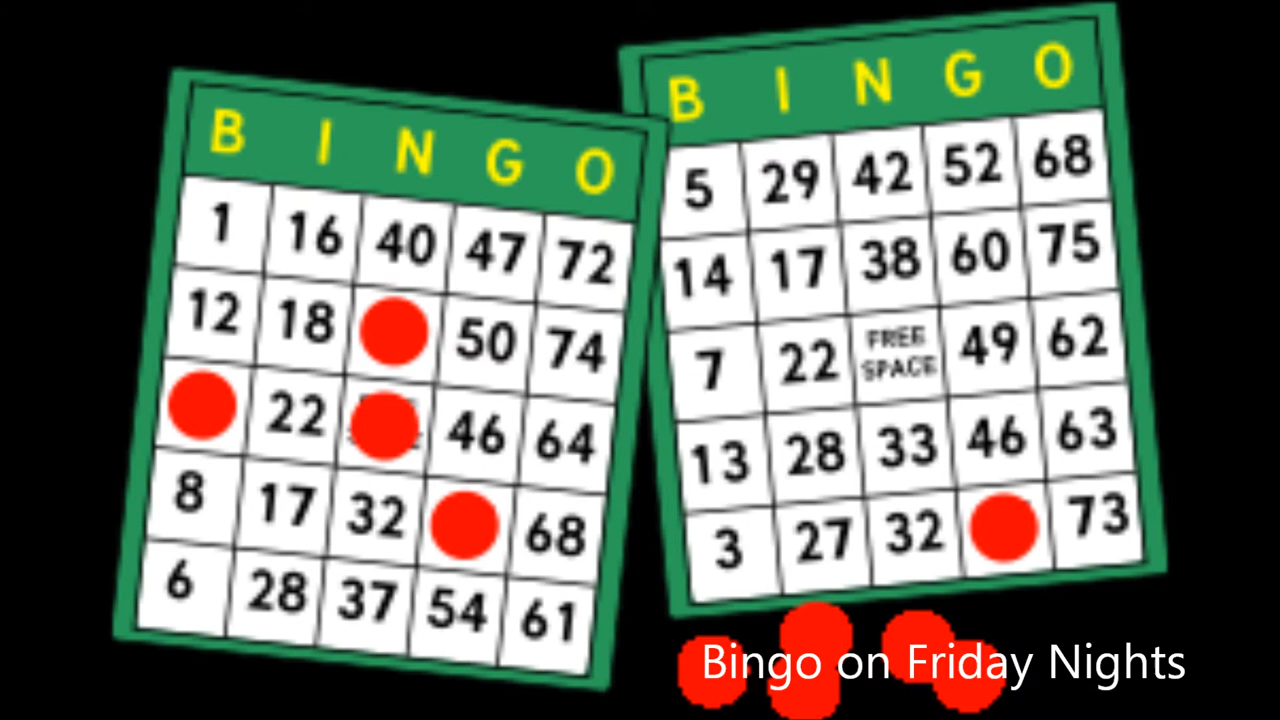 B I N G O
1 16 40 47 72
12 18 50 74
22 46 64
8 17 32 68
6 28 37 54 61
B I N G O
5 29 42 52 68
14 17 38 60 75
7 22 FREE SPACE 49 62
13 28 33 46 63
3 27 32 73
Bingo on Friday Nights